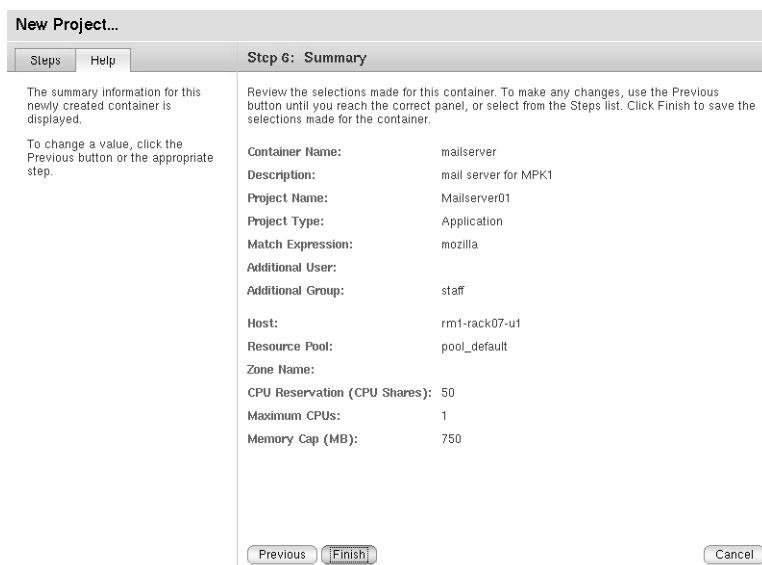 New Project...
Steps Help
Step 6: Summary
The summary information for this
newly created container is
displayed.
To change a value, click the
Previous button or the appropriate
step.
Review the selections made for this container. To make any changes, use the Previous
button until you reach the correct panel, or select from the Steps list. Click Finish to save the
selections made for the container.
Container Name: mailserver
Description: mail server for MPK1
Project Name: Mailserver01
Project Type: Application
Match Expression: mozilla
Additional User:
Additional Group: staff
Host: rm1-rack07-u1
Resource Pool: pool_default
Zone Name:
CPU Reservation (CPU Shares): 50
Maximum CPUs: 1
Memory Cap (MB): 750
Previous Finish Cancel